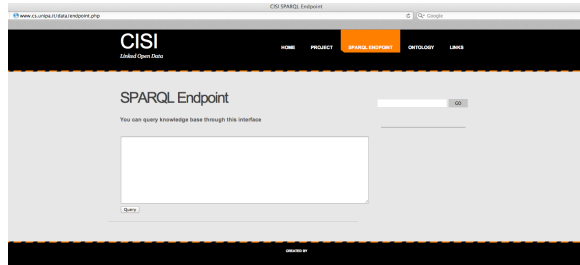 CISI SPARQL Endpoint
www.cs.unipa.it/data/endpoint.php
Google
CISI
Linked Open Data
HOME PROJECT SPARQL ENDPOINT ONTOLOGY LINKS
SPARQL Endpoint
GO
You can query knowledge base through this interface
Query
CREATED BY